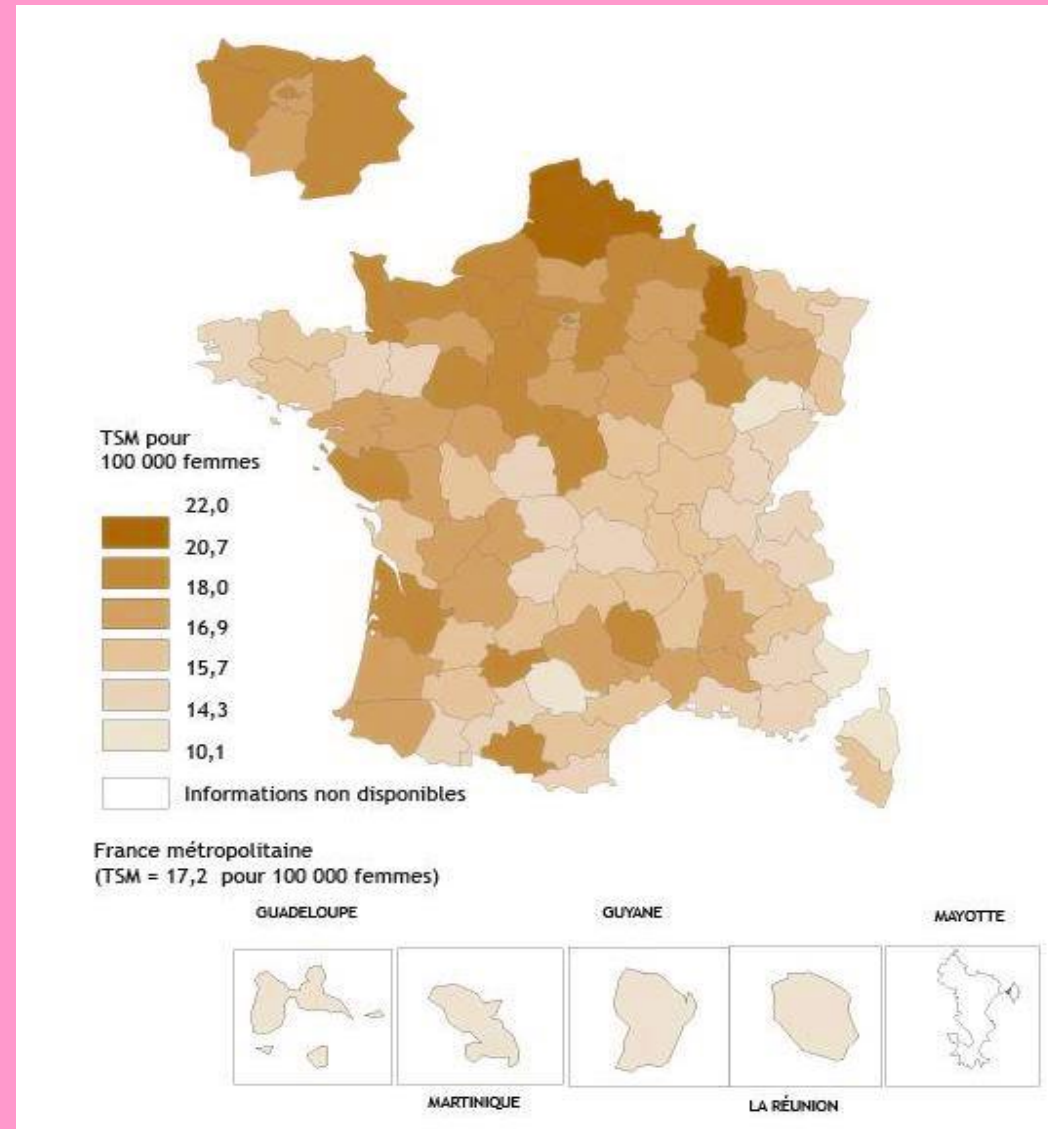 TSM pour
100 000 femmes
22,0
20,7
18,0
16,9
15,7
14,3
10,1
Informations non disponibles
France métropolitaine
(TSM = 17,2 pour 100 000 femmes)
GUADELOUPE
GUYANE
MAYOTTE
MARTINIQUE
LA RÉUNION